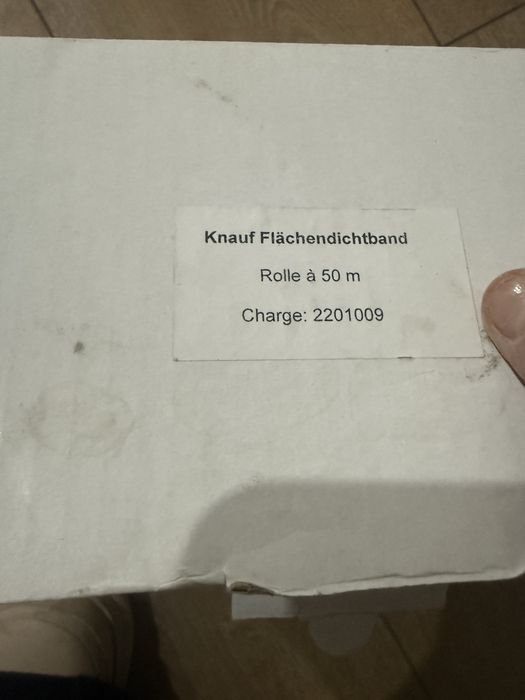 Knauf Flächendichtband
Rolle à 50 m
Charge: 2201009